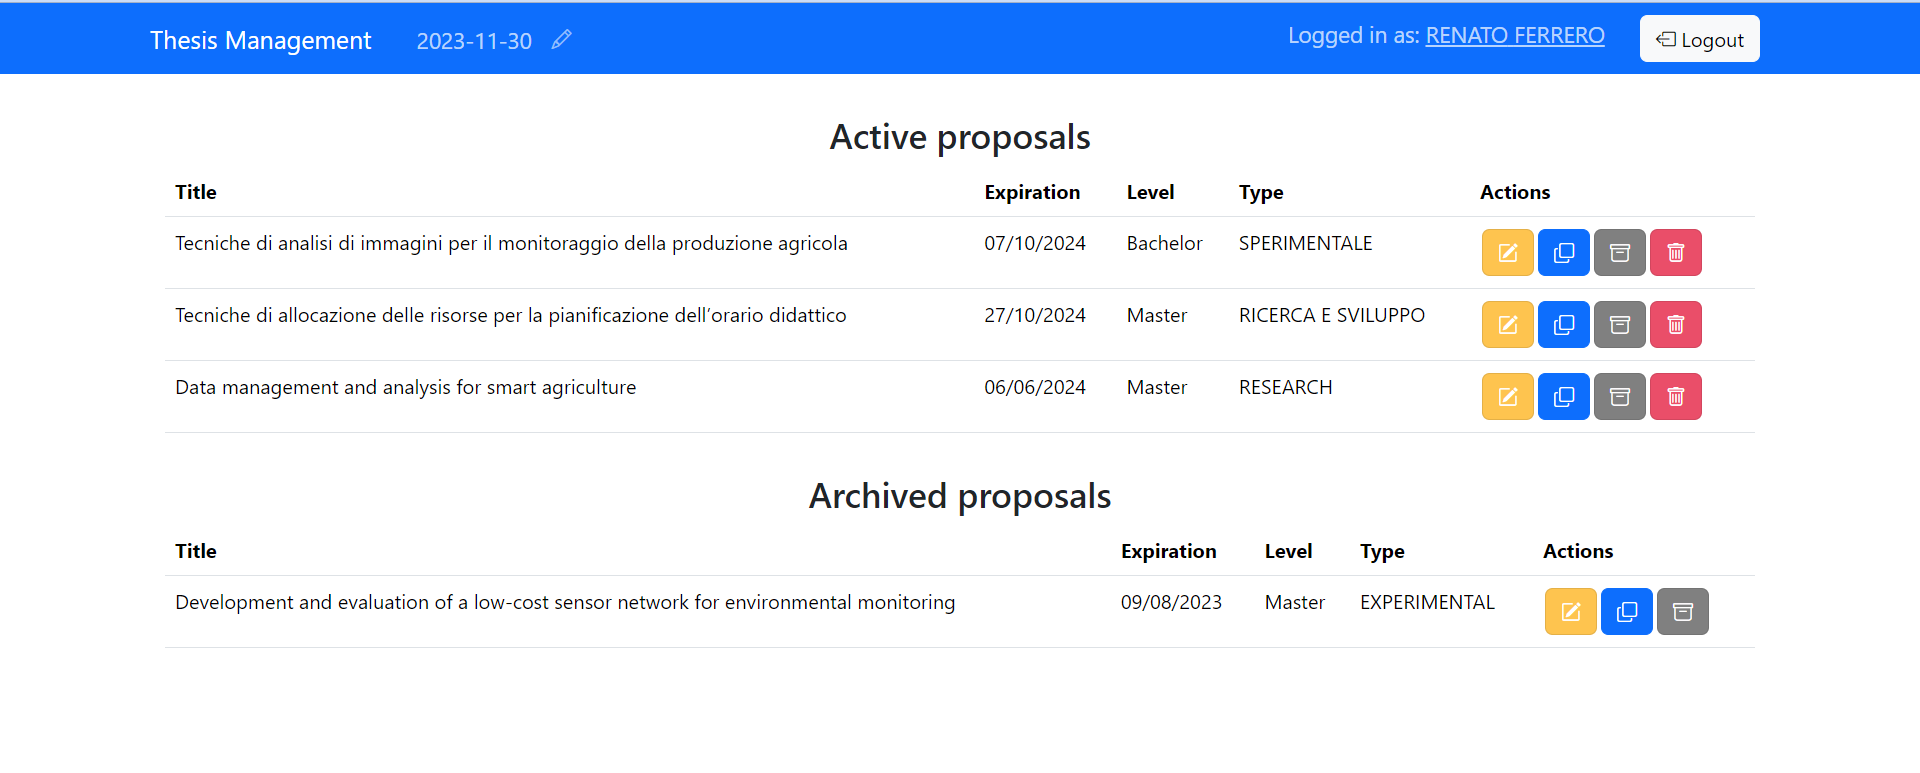 Thesis Management 2023-11-30 Logged in as: RENATO FERRERO Logout
Active proposals
Title Expiration Level Type Actions
Tecniche di analisi di immagini per il monitoraggio della produzione agricola 07/10/2024 Bachelor SPERIMENTALE
Tecniche di allocazione delle risorse per la pianificazione dell’orario didattico 27/10/2024 Master RICERCA E SVILUPPO
Data management and analysis for smart agriculture 06/06/2024 Master RESEARCH
Archived proposals
Title Expiration Level Type Actions
Development and evaluation of a low-cost sensor network for environmental monitoring 09/08/2023 Master EXPERIMENTAL